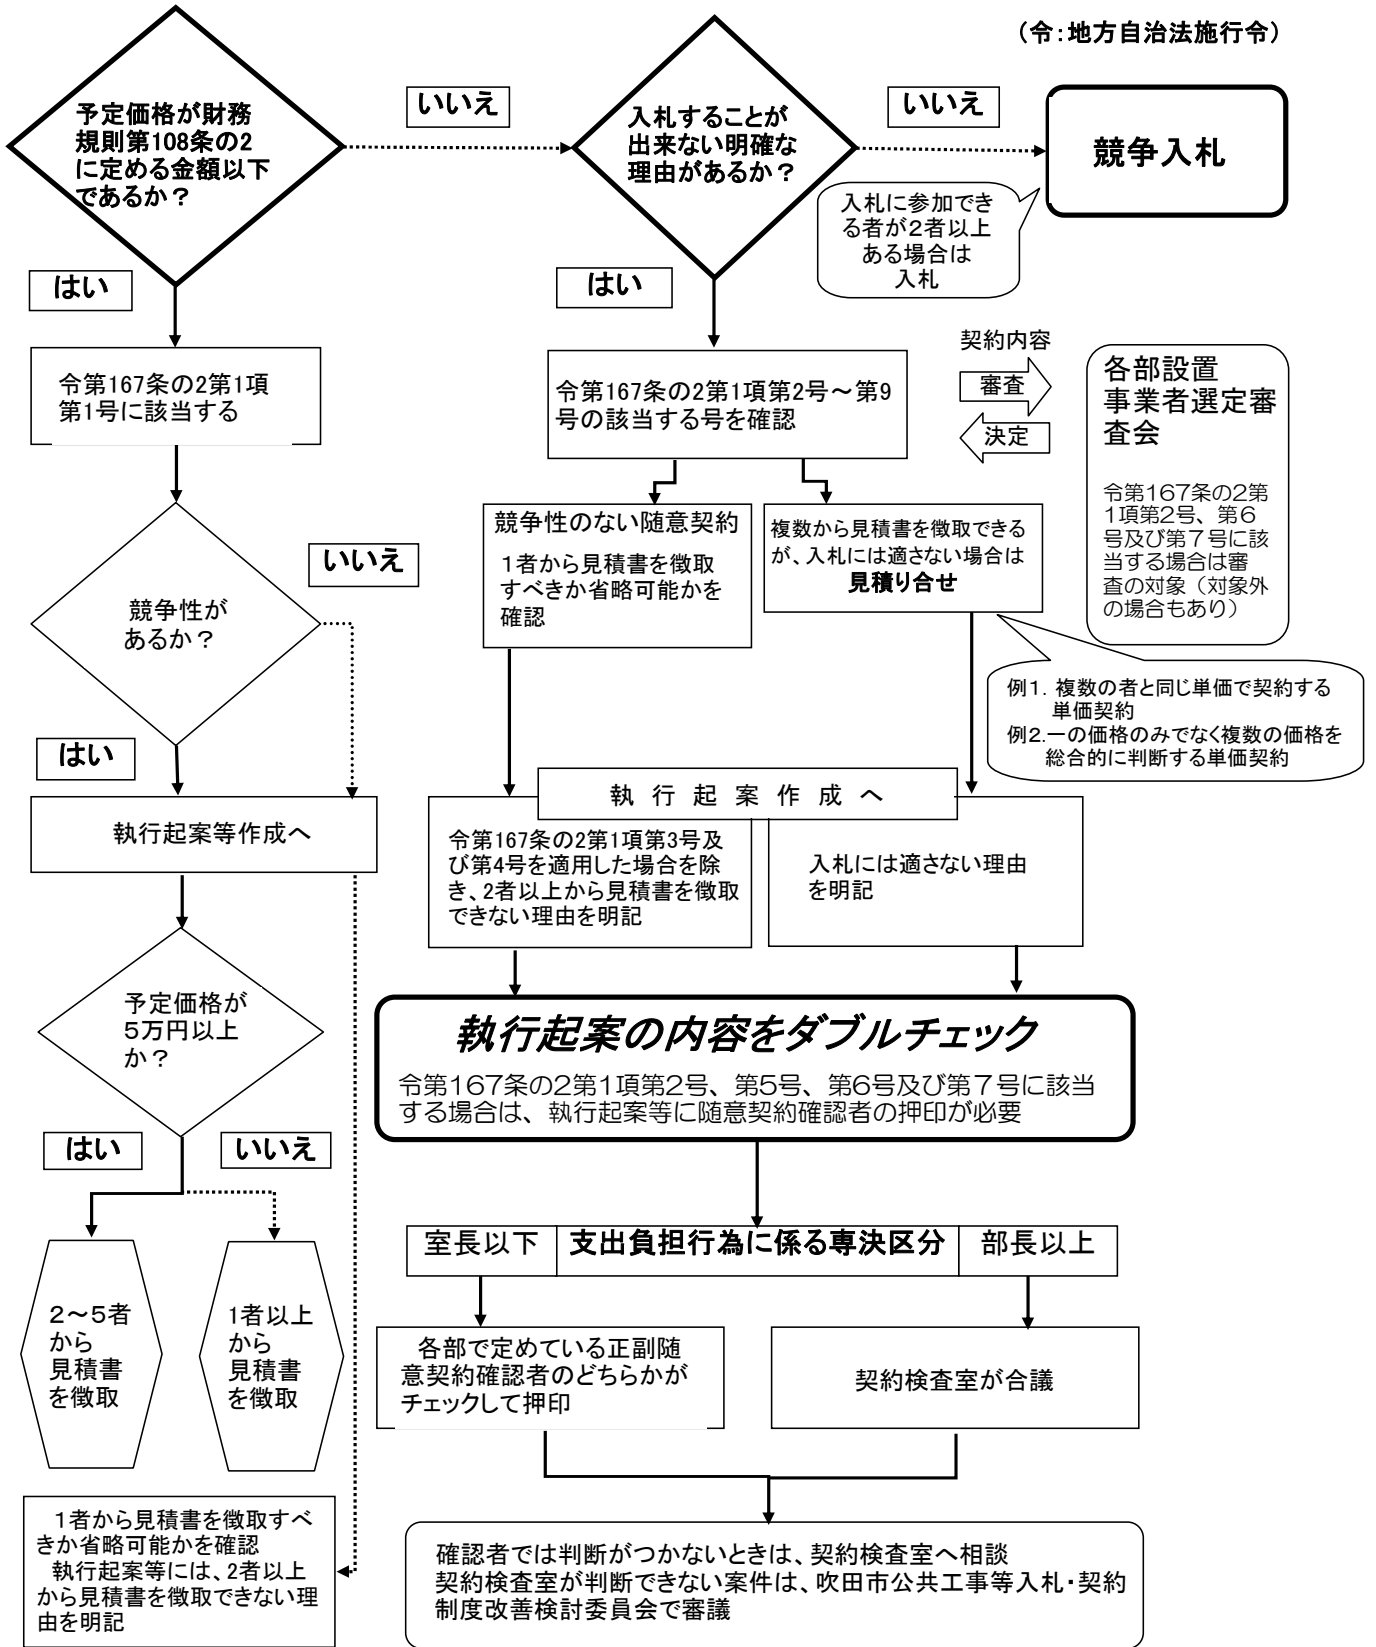 （令：地方自治法施行令）
予定価格が財務
規則第108条の2
に定める金額以下
であるか？
いいえ
入札することが
出来ない明確な
理由があるか？
いいえ
競争入札
入札に参加でき
る者が2者以上
ある場合は
入札
はい
はい
令第167条の2第1項
第1号に該当する
令第167条の2第1項第2号～第9
号の該当する号を確認
契約内容
審査
決定
各部設置
事業者選定審
査会
令第167条の2第
1項第2号、第6
号及び第7号に該
当する場合は審
査の対象（対象外
の場合もあり）
競争性のない随意契約
1者から見積書を徴取
すべきか省略可能かを
確認
複数から見積書を徴取できる
が、入札には適さない場合は
見積り合せ
いいえ
競争性が
あるか？
例1．複数の者と同じ単価で契約する
単価契約
例2.一の価格のみでなく複数の価格を
総合的に判断する単価契約
はい
執行起案等作成へ
執行起案作成へ
令第167条の2第1項第3号及
び第4号を適用した場合を除
き、2者以上から見積書を徴取
できない理由を明記
入札には適さない理由
を明記
予定価格が
5万円以上
か？
執行起案の内容をダブルチェック
令第167条の2第1項第2号、第5号、第6号及び第7号に該当
する場合は、執行起案等に随意契約確認者の押印が必要
はい
いいえ
室長以下
支出負担行為に係る専決区分
部長以上
2～5者
から
見積書
を徴取
1者以上
から
見積書
を徴取
各部で定めている正副随
意契約確認者のどちらかが
チェックして押印
契約検査室が合議
1者から見積書を徴取すべ
きか省略可能かを確認
執行起案等には、2者以上
から見積書を徴取できない理
由を明記
確認者では判断がつかないときは、契約検査室へ相談
契約検査室が判断できない案件は、吹田市公共工事等入札・契約
制度改善検討委員会で審議